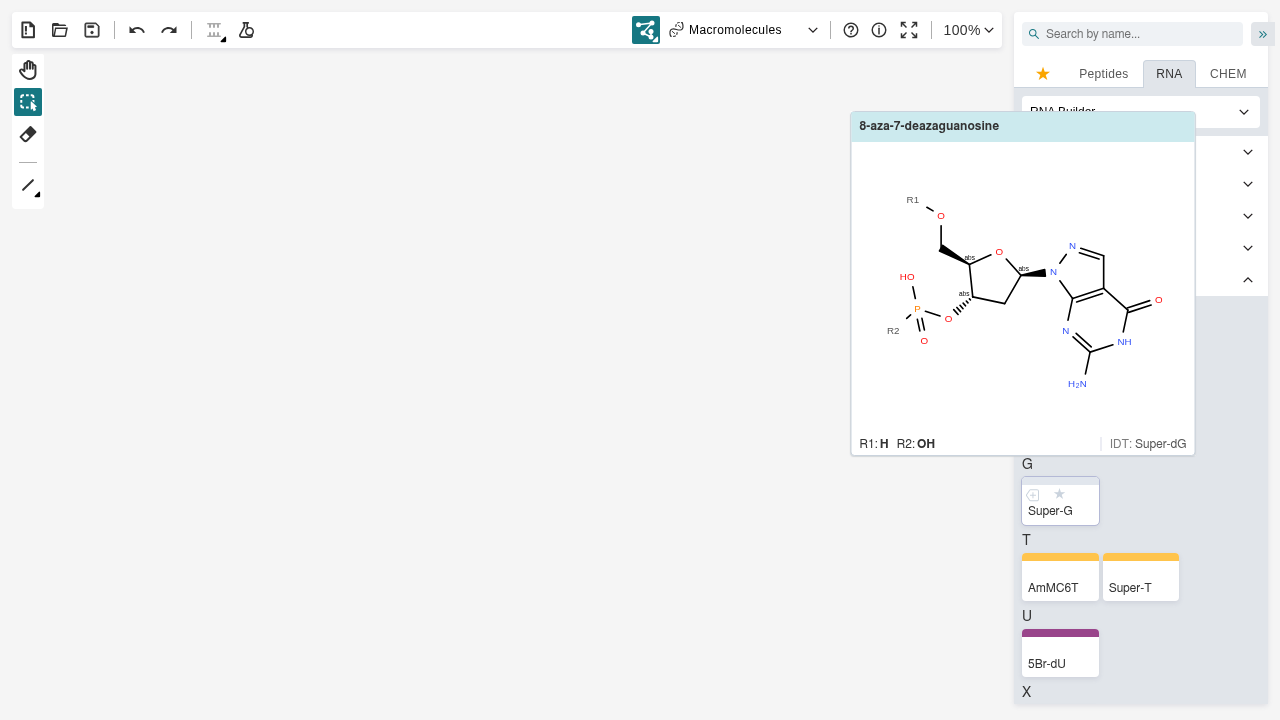 Macromolecules
100%
Search by name...
Peptides
RNA
CHEM
RNA Builder
8-aza-7-deazaguanosine
R1
O
abs
O
abs
N
N
HO
abs
P
O
O
R2
O
N
NH
H2N
R1: H R2: OH
IDT: Super-dG
G
Super-G
T
AmMC6T
Super-T
U
5Br-dU
X